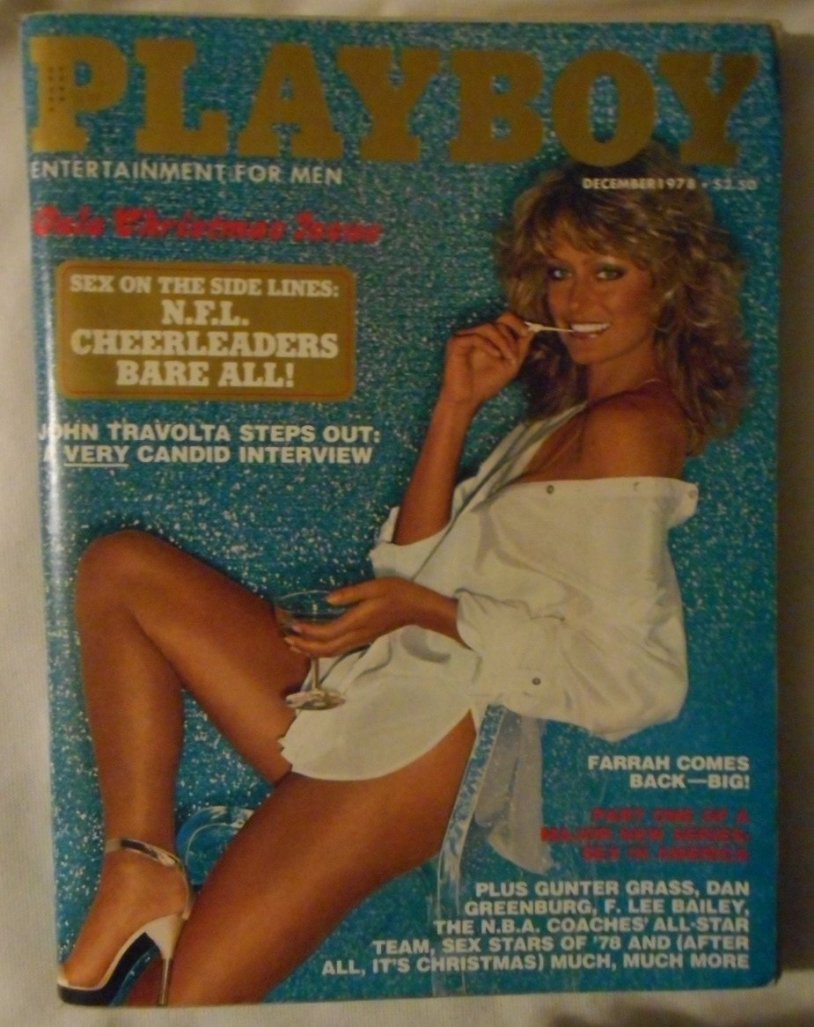 PLAYBOY
ENTERTAINMENT FOR MEN
DECEMBER 1978 • $2.50
Gala Christmas Issue
SEX ON THE SIDE LINES:
N.F.L.
CHEERLEADERS
BARE ALL!
JOHN TRAVOLTA STEPS OUT:
A VERY CANDID INTERVIEW
FARRAH COMES
BACK—BIG!
PART ONE OF A
MAJOR NEW SERIES,
SEX IN AMERICA
PLUS GUNTER GRASS, DAN
GREENBURG, F. LEE BAILEY,
THE N.B.A. COACHES' ALL-STAR
TEAM, SEX STARS OF '78 AND (AFTER
ALL, IT'S CHRISTMAS) MUCH, MUCH MORE